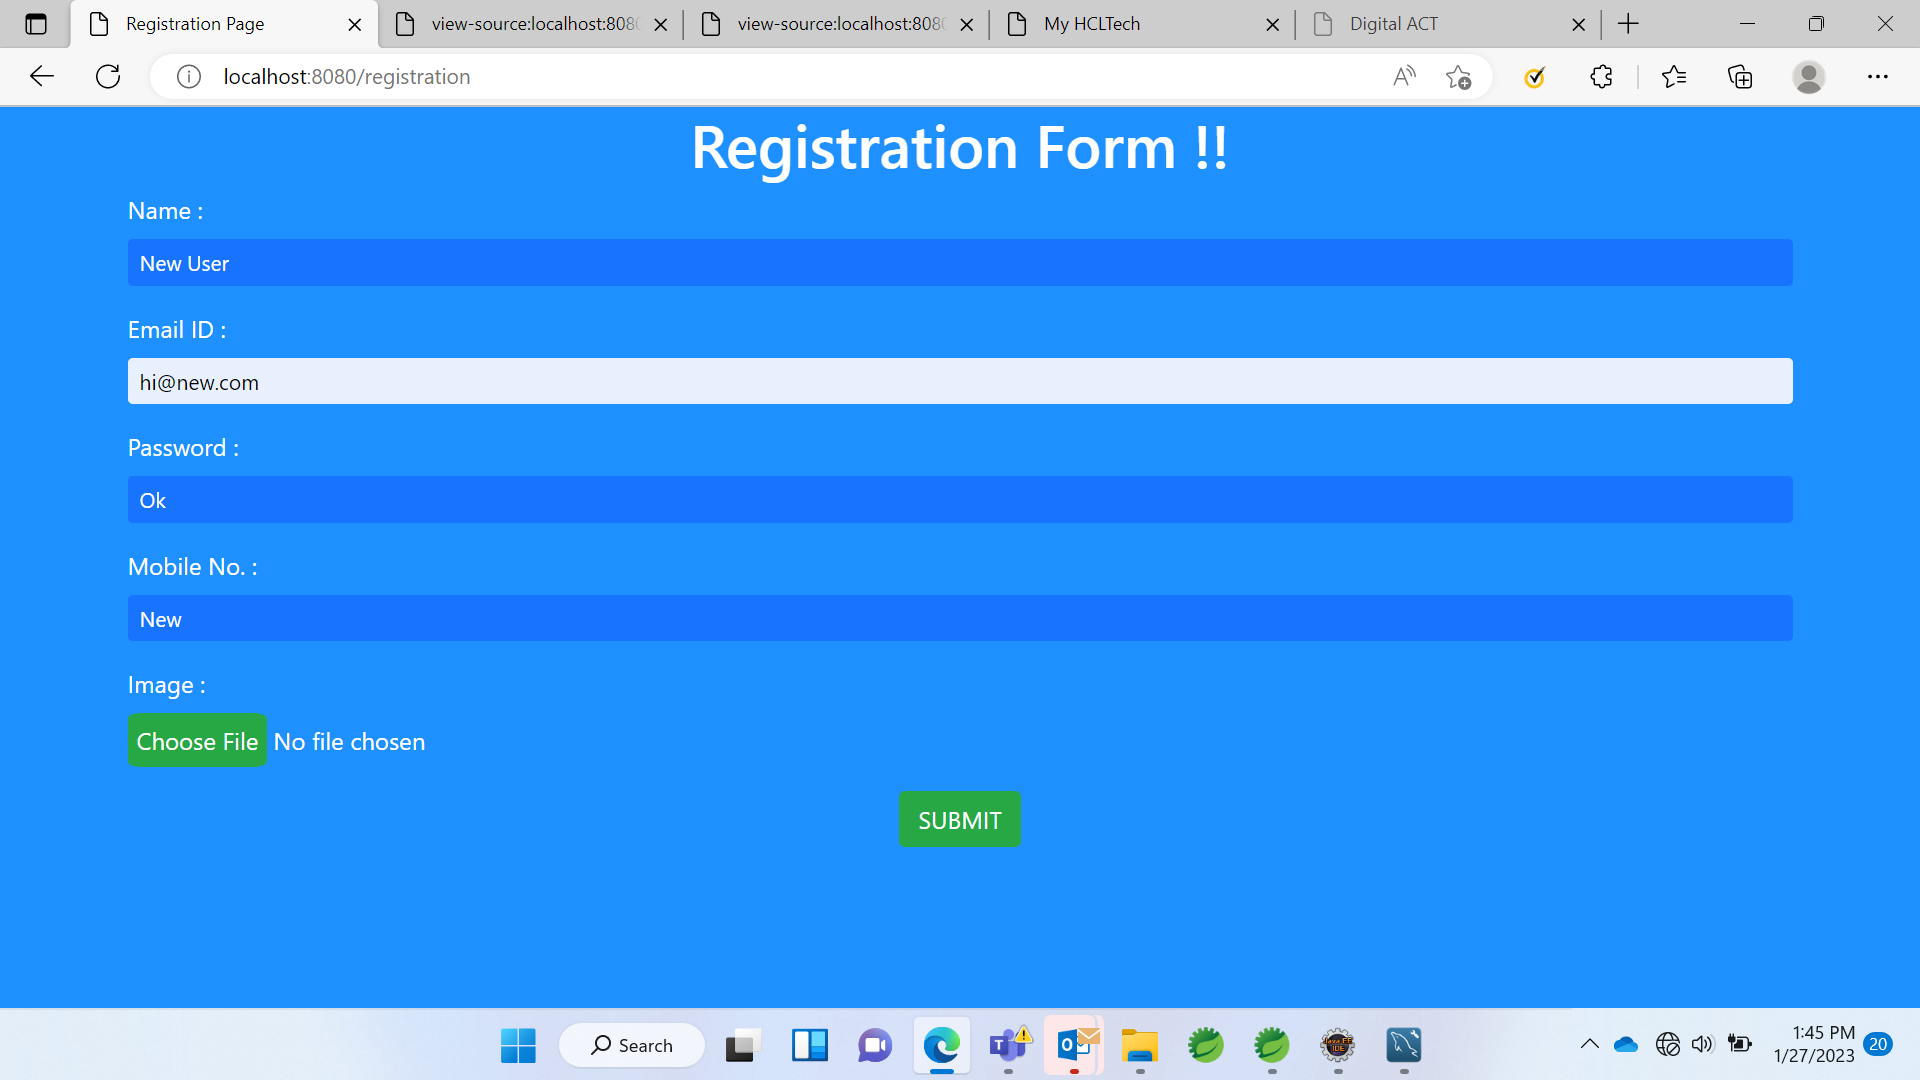 Registration Page
view-source:localhost:808
view-source:localhost:808
My HCLTech
Digital ACT
localhost:8080/registration
Registration Form !!
Name :
New User
Email ID :
hi@new.com
Password :
Ok
Mobile No. :
New
Image :
Choose File No file chosen
SUBMIT
Search
1:45 PM
1/27/2023
20